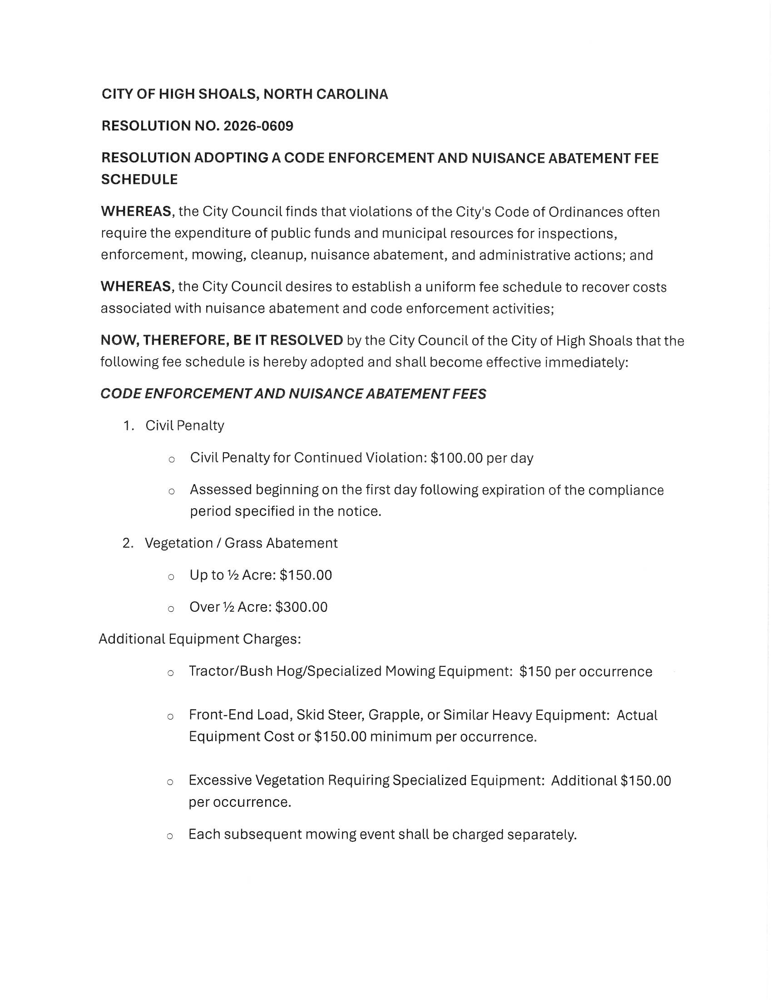 CITY OF HIGH SHOALS, NORTH CAROLINA
RESOLUTION NO. 2026-0609
RESOLUTION ADOPTING A CODE ENFORCEMENT AND NUISANCE ABATEMENT FEE
SCHEDULE
WHEREAS, the City Council finds that violations of the City's Code of Ordinances often
require the expenditure of public funds and municipal resources for inspections,
enforcement, mowing, cleanup, nuisance abatement, and administrative actions; and
WHEREAS, the City Council desires to establish a uniform fee schedule to recover costs
associated with nuisance abatement and code enforcement activities;
NOW, THEREFORE, BE IT RESOLVED by the City Council of the City of High Shoals that the
following fee schedule is hereby adopted and shall become effective immediately:
CODE ENFORCEMENT AND NUISANCE ABATEMENT FEES
1. Civil Penalty
o Civil Penalty for Continued Violation: $100.00 per day
o Assessed beginning on the first day following expiration of the compliance
period specified in the notice.
2. Vegetation / Grass Abatement
o Up to ½ Acre: $150.00
o Over ½ Acre: $300.00
Additional Equipment Charges:
o Tractor/Bush Hog/Specialized Mowing Equipment: $150 per occurrence
o Front-End Load, Skid Steer, Grapple, or Similar Heavy Equipment: Actual
Equipment Cost or $150.00 minimum per occurrence.
o Excessive Vegetation Requiring Specialized Equipment: Additional $150.00
per occurrence.
o Each subsequent mowing event shall be charged separately.